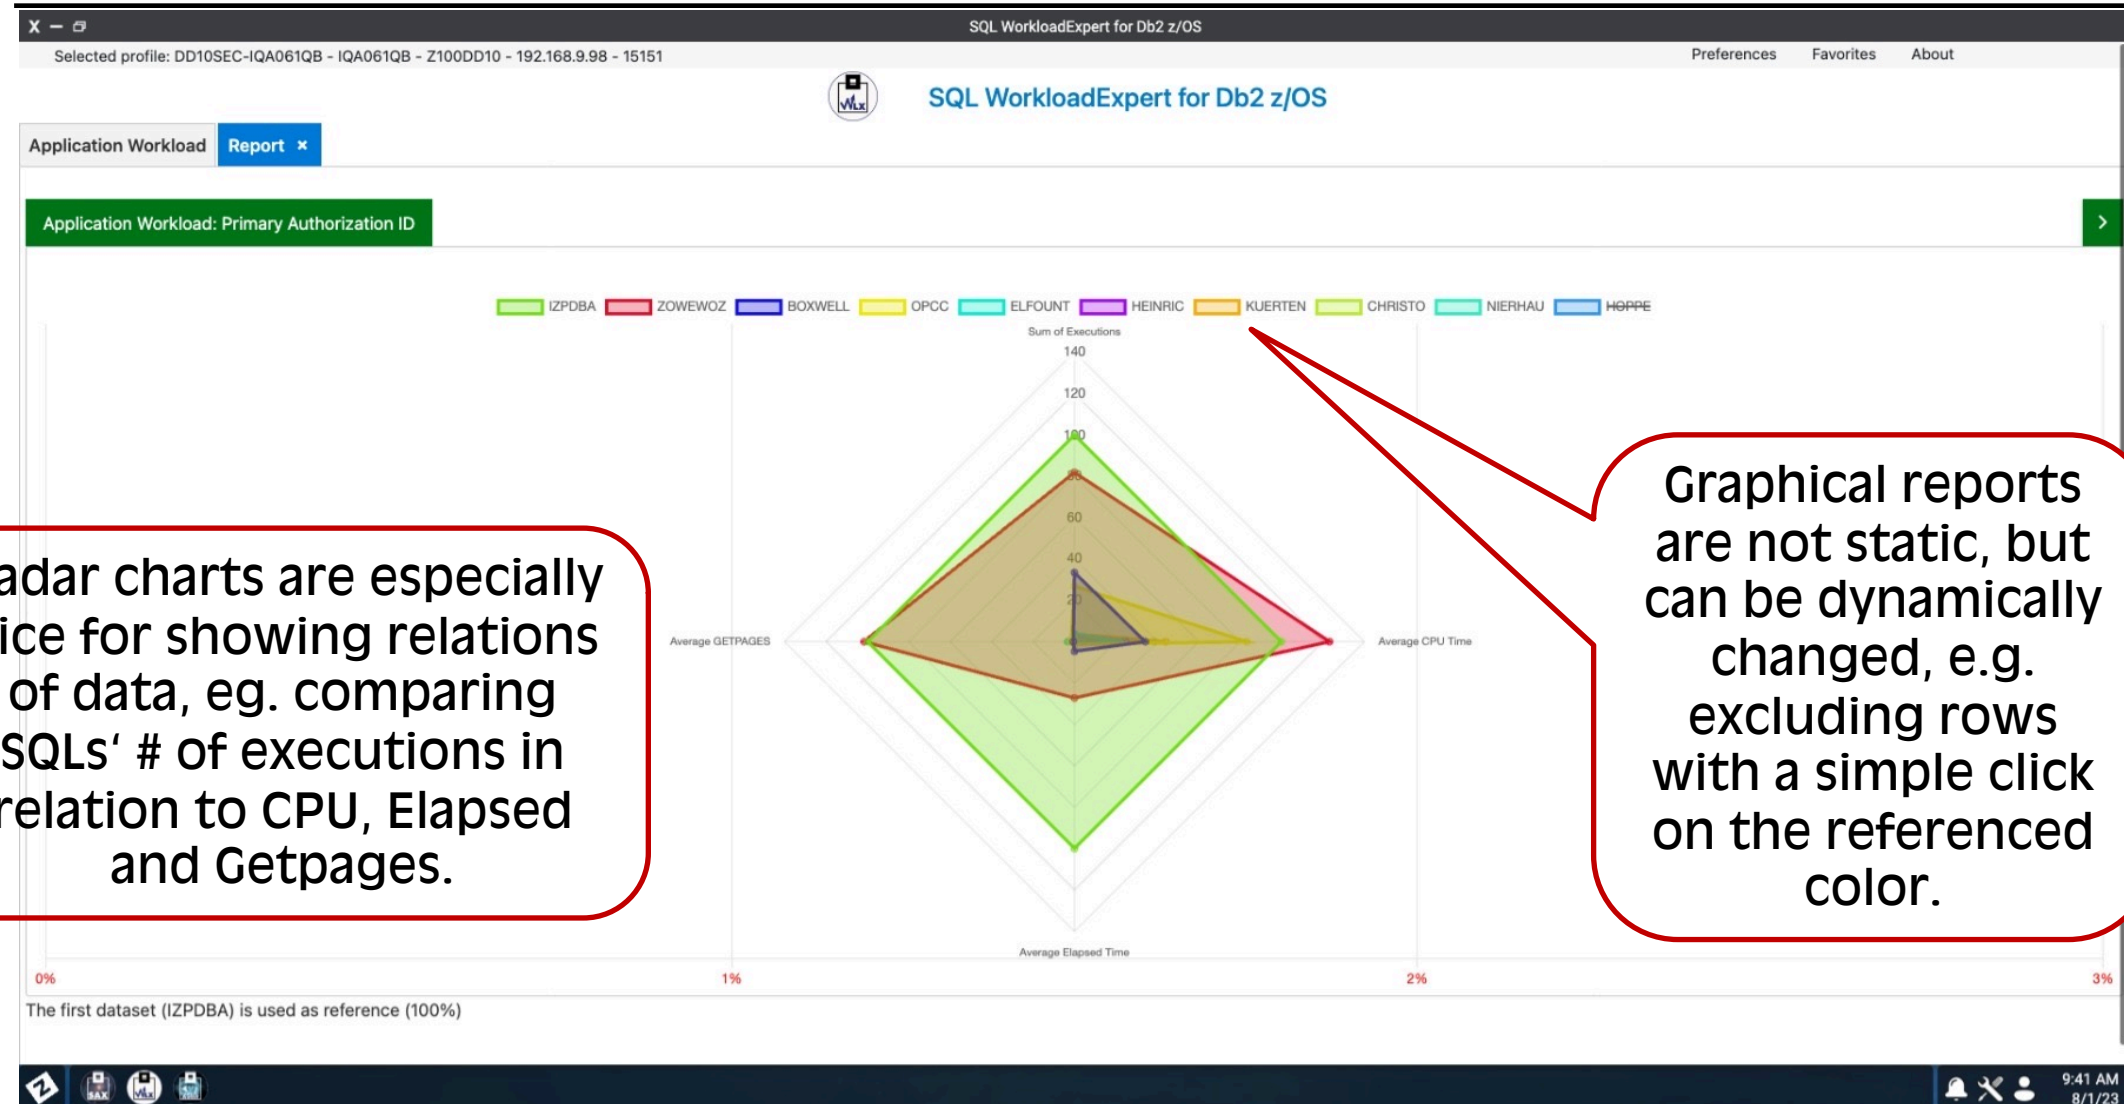 X – SQL WorkloadExpert for Db2 z/OS
Selected profile: DD10SEC-IQA061QB - IQA061QB - Z100DD10 - 192.168.9.98 - 15151
Preferences Favorites About
WLX
SQL WorkloadExpert for Db2 z/OS
Application Workload Report ×
Application Workload: Primary Authorization ID >
IZPDBA ZOWEWOZ BOXWELL OPCC ELFOUNT HEINRIC KUERTEN CHRISTO NIERHAU HOPPE
Sum of Executions
140
120
100
80
60
40
20
Average GETPAGES
Average CPU Time
Average Elapsed Time
adar charts are especially
ice for showing relations
of data, eg. comparing
SQLs‘ # of executions in
relation to CPU, Elapsed
and Getpages.
Graphical reports
are not static, but
can be dynamically
changed, e.g.
excluding rows
with a simple click
on the referenced
color.
0% 1% 2% 3%
The first dataset (IZPDBA) is used as reference (100%)
SAX WLX
9:41 AM
8/1/23